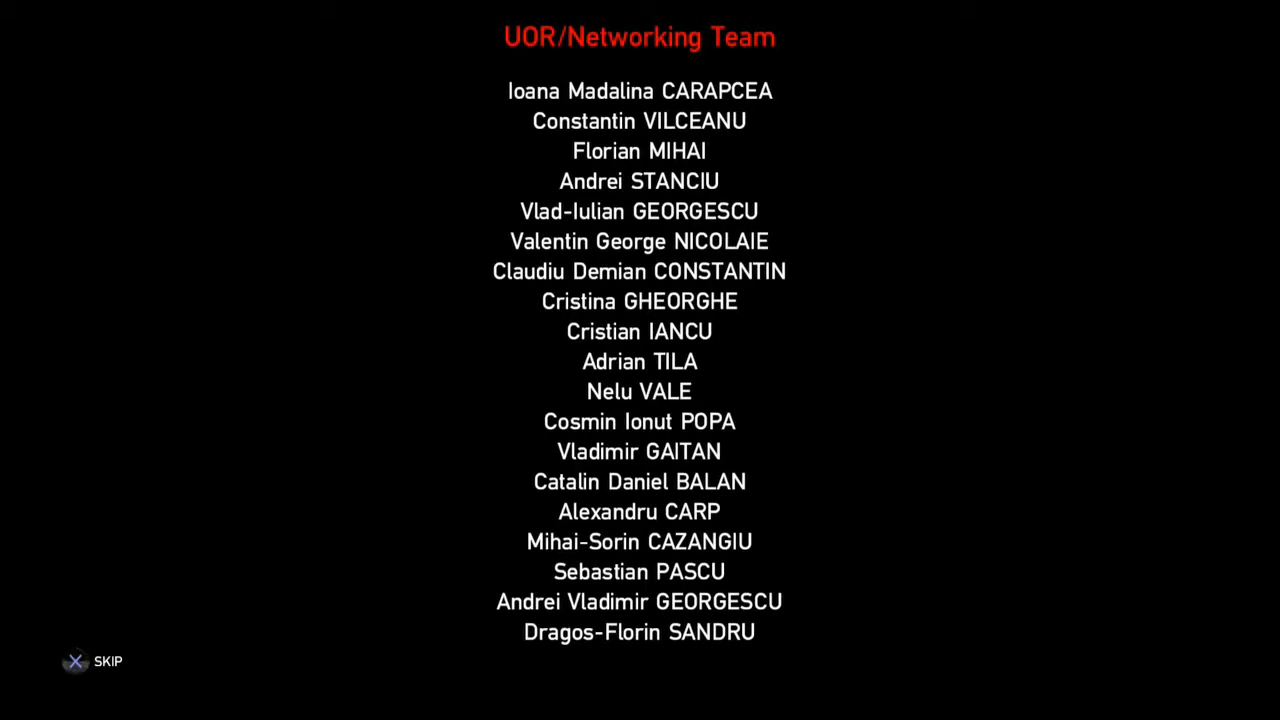 UOR/Networking Team
Ioana Madalina CARAPCEA
Constantin VILCEANU
Florian MIHAI
Andrei STANCIU
Vlad-Iulian GEORGESCU
Valentin George NICOLAIE
Claudiu Demian CONSTANTIN
Cristina GHEORGHE
Cristian IANCU
Adrian TILA
Nelu VALE
Cosmin Ionut POPA
Vladimir GAITAN
Catalin Daniel BALAN
Alexandru CARP
Mihai-Sorin CAZANGIU
Sebastian PASCU
Andrei Vladimir GEORGESCU
Dragos-Florin SANDRU
SKIP